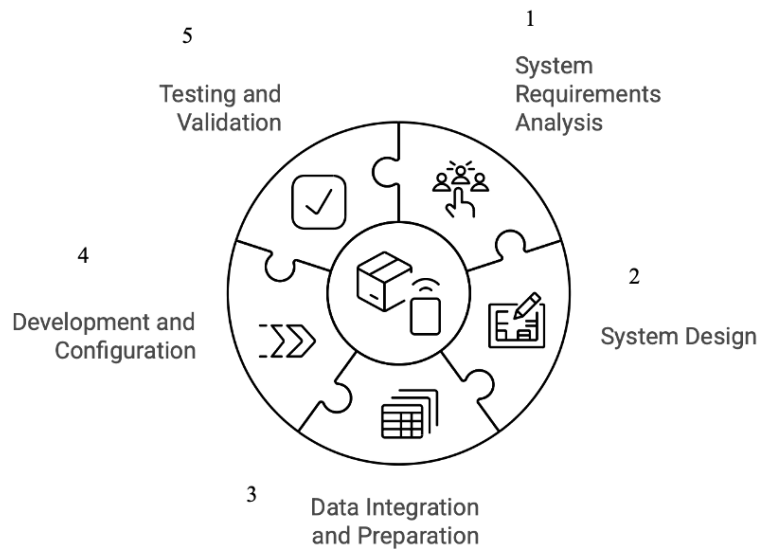 1
System
Requirements
Analysis
2
System Design
3
Data Integration
and Preparation
4
Development and
Configuration
5
Testing and
Validation